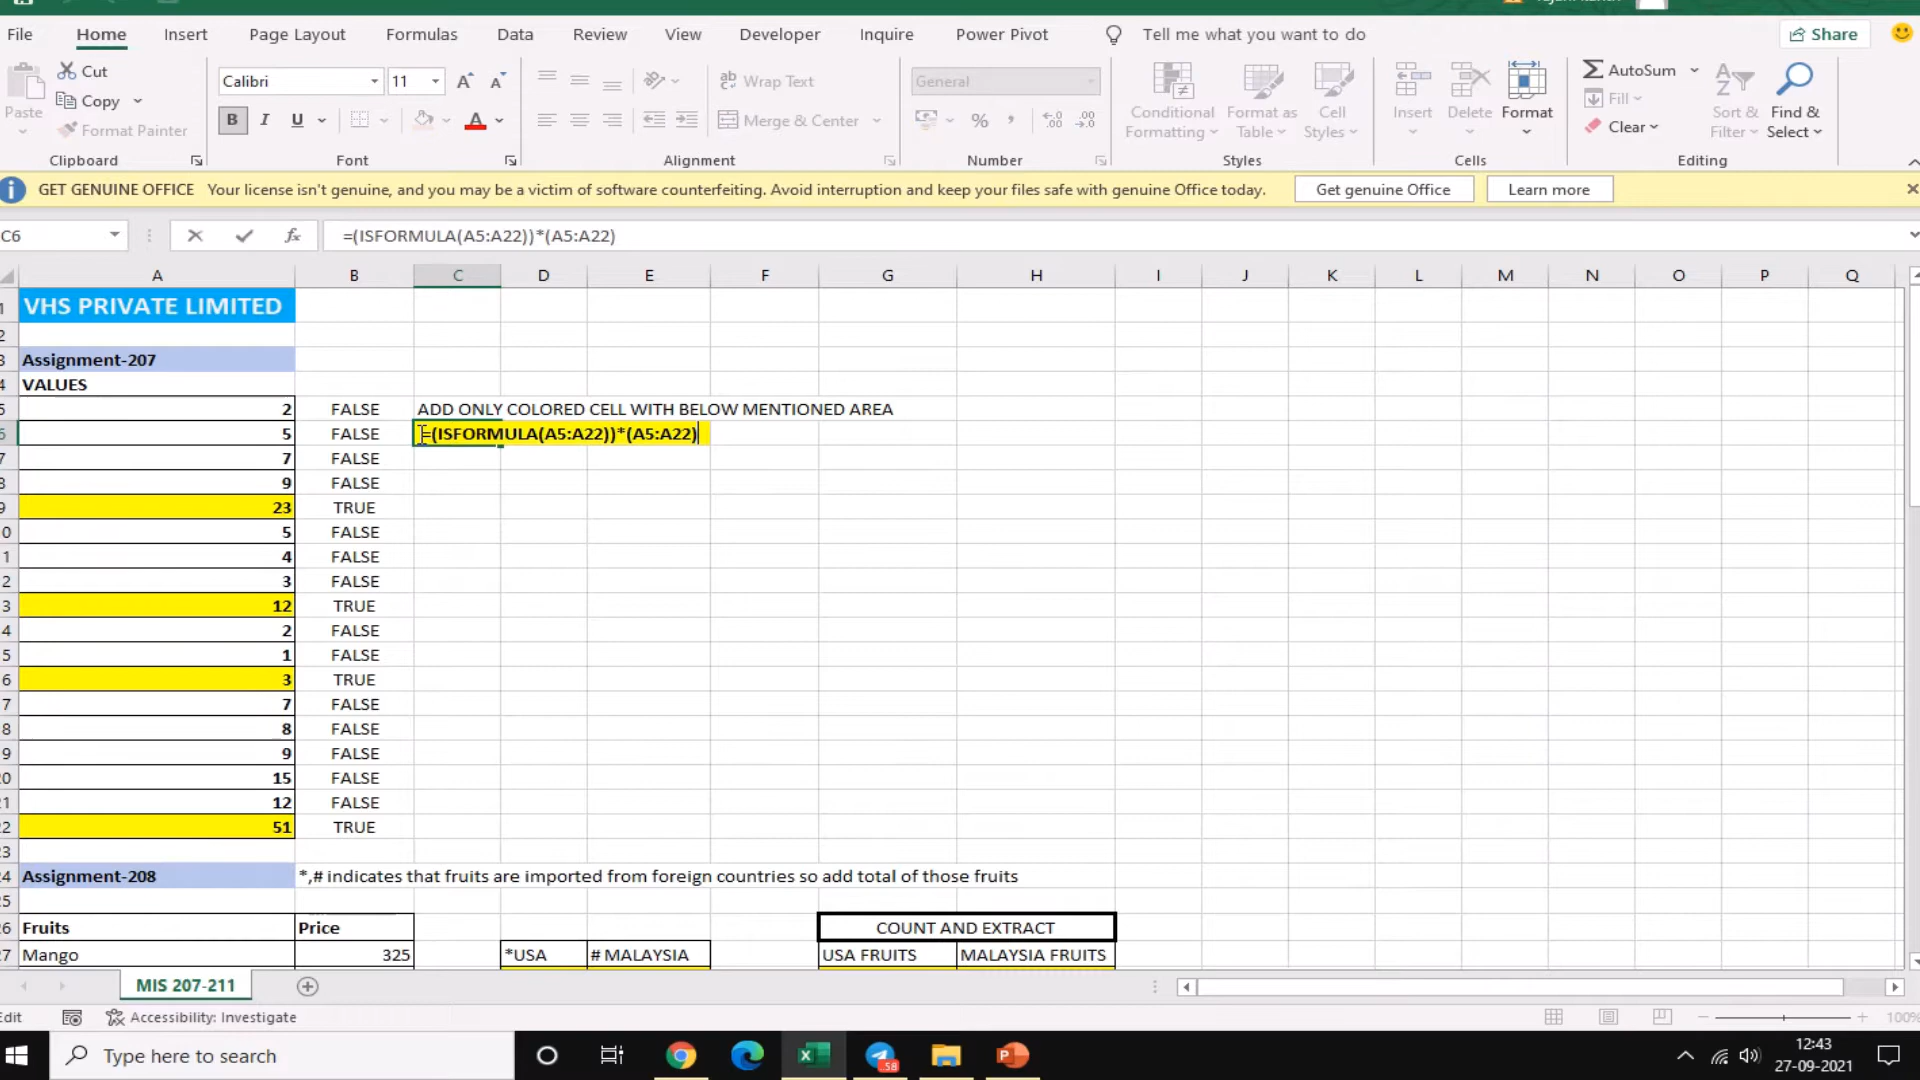 File Home Insert Page Layout Formulas Data Review View Developer Inquire Power Pivot Tell me what you want to do Share
Cut
Copy
Format Painter
Paste
Clipboard
Calibri 11
B I U
Font
Wrap Text
Merge & Center
Alignment
General
Number
Conditional Formatting
Format as Table
Cell Styles
Styles
Insert Delete Format
Cells
AutoSum
Fill
Clear
Sort & Filter
Find & Select
Editing
GET GENUINE OFFICE Your license isn't genuine, and you may be a victim of software counterfeiting. Avoid interruption and keep your files safe with genuine Office today. Get genuine Office Learn more
C6 fx =(ISFORMULA(A5:A22))*(A5:A22)
A B C D E F G H I J K L M N O P Q
VHS PRIVATE LIMITED
Assignment-207
VALUES
2 FALSE ADD ONLY COLORED CELL WITH BELOW MENTIONED AREA
5 FALSE =(ISFORMULA(A5:A22))*(A5:A22)
7 FALSE
9 FALSE
23 TRUE
5 FALSE
4 FALSE
3 FALSE
12 TRUE
2 FALSE
1 FALSE
3 TRUE
7 FALSE
8 FALSE
9 FALSE
15 FALSE
12 FALSE
51 TRUE
Assignment-208 *,# indicates that fruits are imported from foreign countries so add total of those fruits
Fruits Price COUNT AND EXTRACT
Mango 325 *USA # MALAYSIA USA FRUITS MALAYSIA FRUITS
MIS 207-211
Accessibility: Investigate
Type here to search
58
12:43
27-09-2021